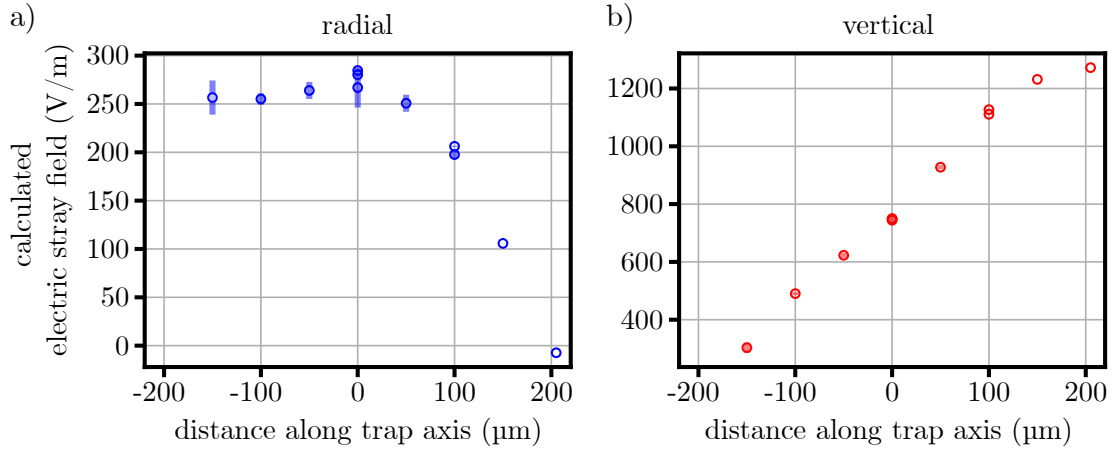 a)
radial
calculated
electric stray field (V/m)
300
250
200
150
100
50
0
-200 -100 0 100 200
distance along trap axis (µm)
b)
vertical
1200
1000
800
600
400
-200 -100 0 100 200
distance along trap axis (µm)